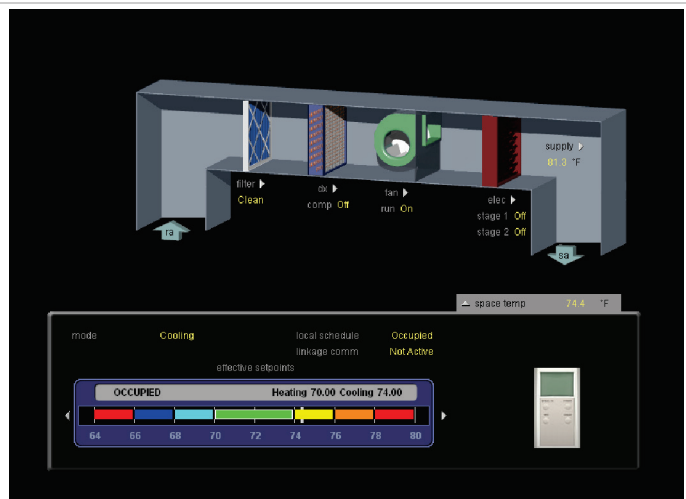 supply
81.3 °F
filter
Clean
dx
comp Off
fan
run On
elec
stage 1 Off
stage 2 Off
ra
sa
space temp 74.4 °F
mode Cooling local schedule Occupied
linkage comm Not Active
effective setpoints
OCCUPIED Heating 70.00 Cooling 74.00
64 66 68 70 72 74 76 78 80